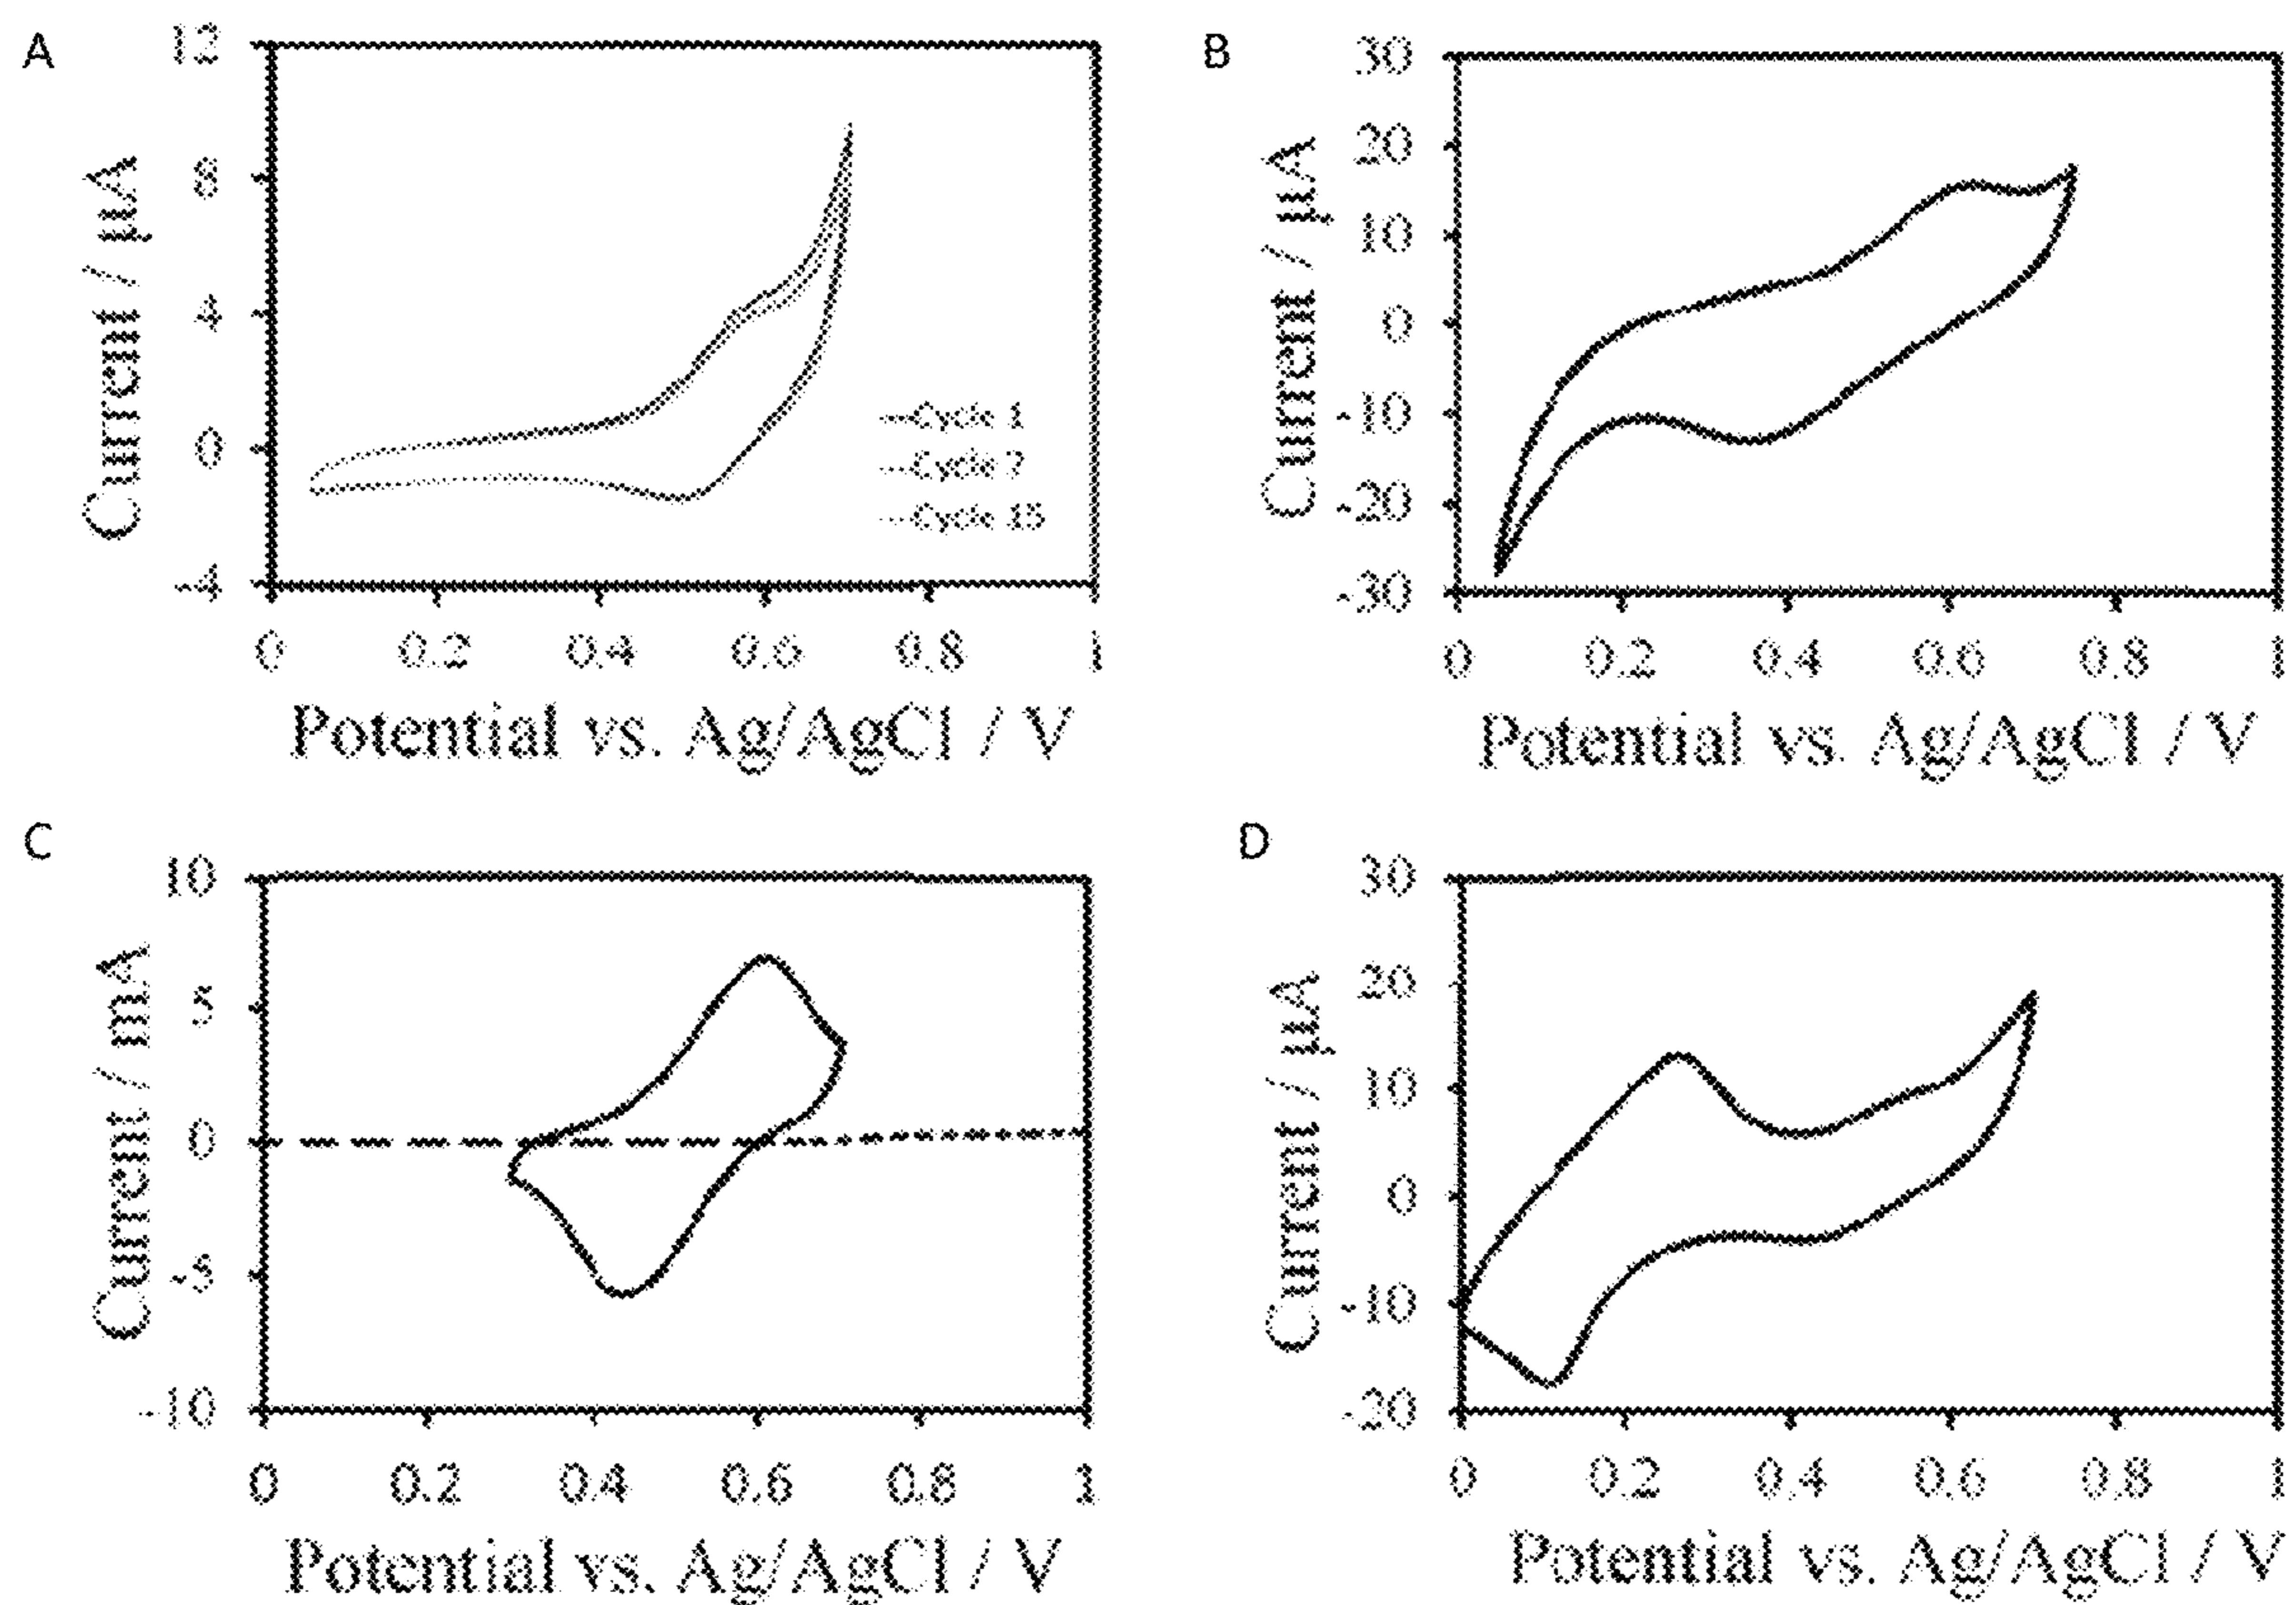 A
12
8
4
0
-4
Current / μA
Cycle 1
Cycle 7
Cycle 15
0 0.2 0.4 0.6 0.8 1
Potential vs. Ag/AgCl / V
B
30
20
10
0
-10
-20
-30
Current / μA
0 0.2 0.4 0.6 0.8 1
Potential vs. Ag/AgCl / V
C
10
5
0
-5
-10
Current / mA
0 0.2 0.4 0.6 0.8 1
Potential vs. Ag/AgCl / V
D
30
20
10
0
-10
-20
Current / μA
0 0.2 0.4 0.6 0.8 1
Potential vs. Ag/AgCl / V